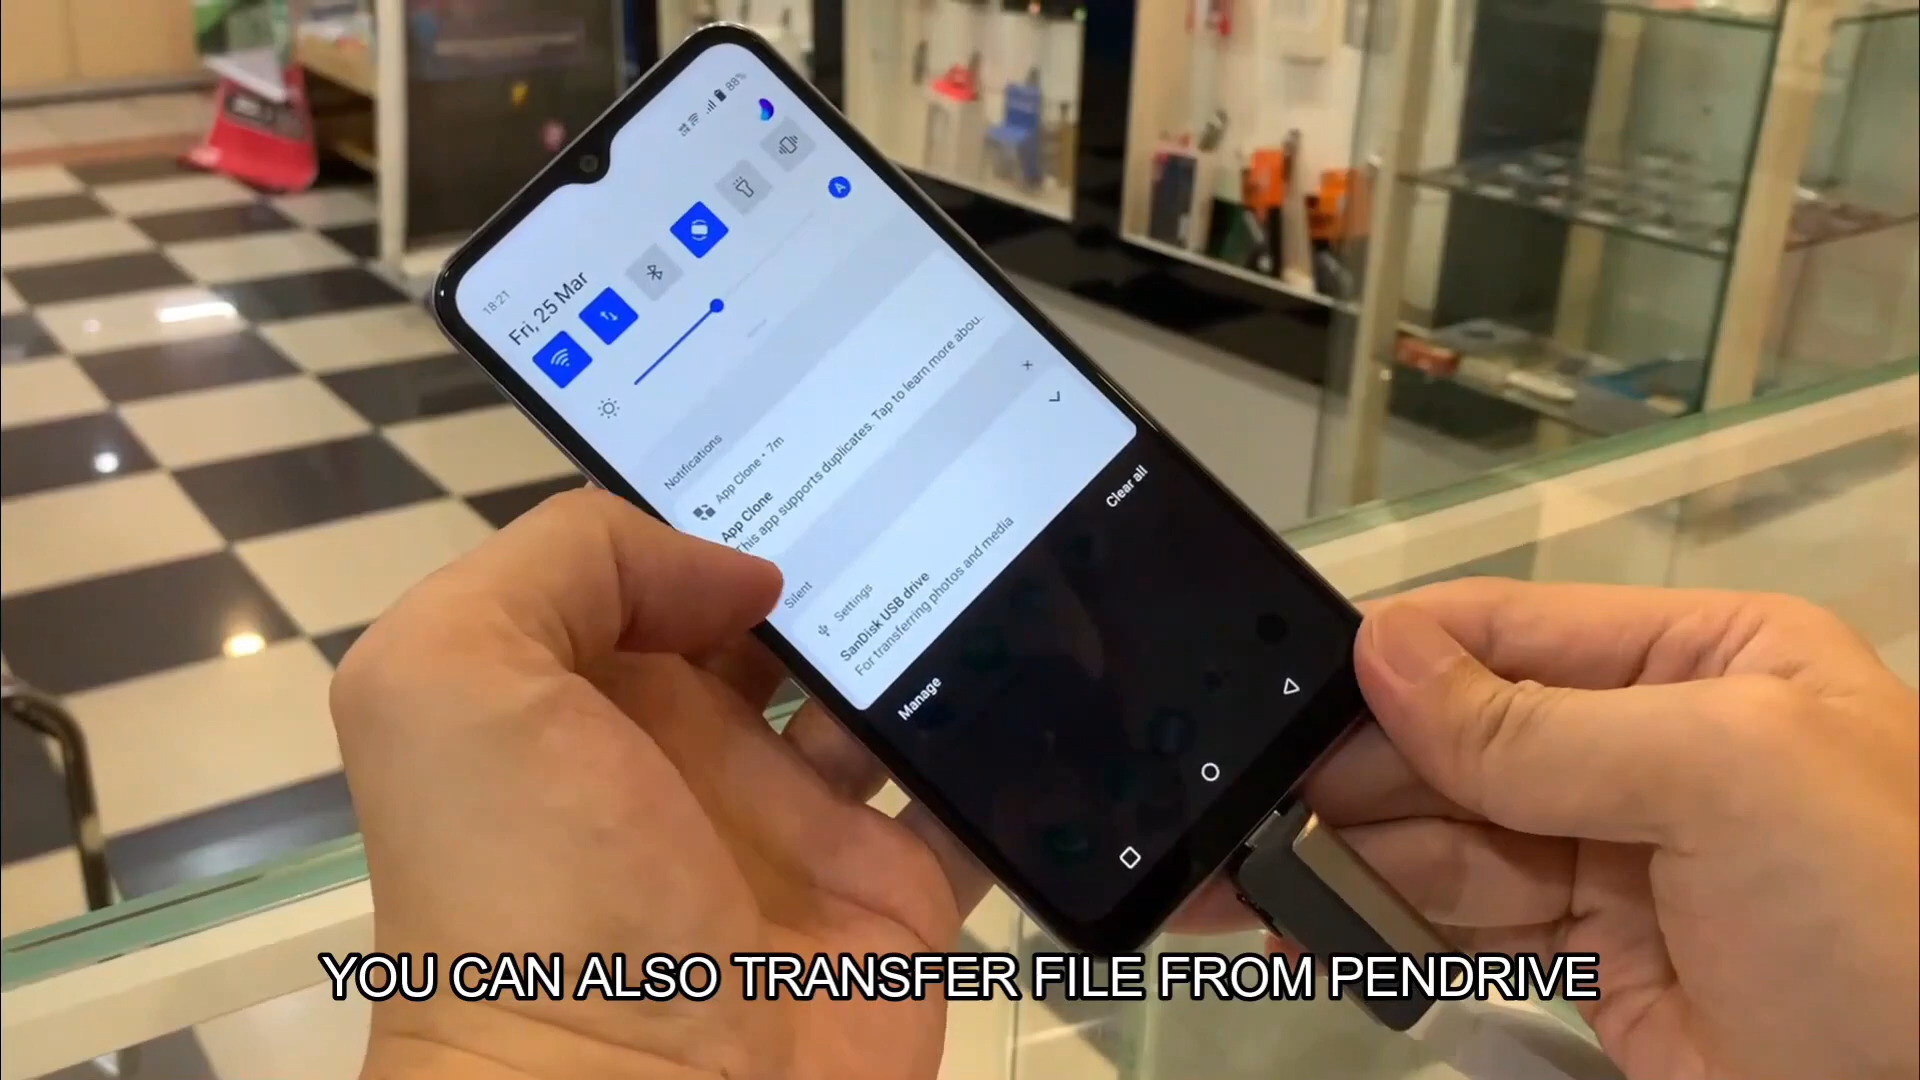 88%
18:21
Fri, 25 Mar
A
Notifications
App Clone • 7m
App Clone
This app supports duplicates. Tap to learn more abou..
Silent
Settings
SanDisk USB drive
For transferring photos and media
Manage
Clear all
YOU CAN ALSO TRANSFER FILE FROM PENDRIVE